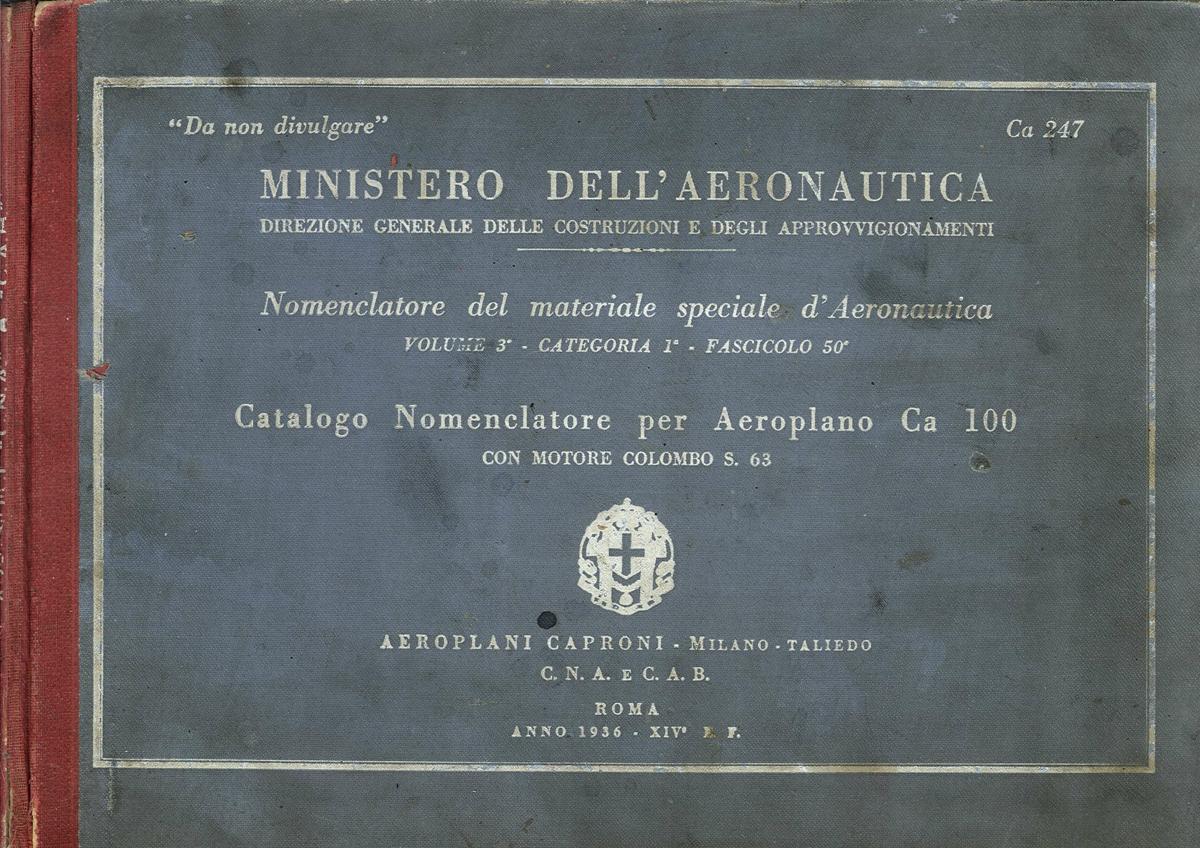 “Da non divulgare”
Ca 247
MINISTERO DELL’AERONAUTICA
DIREZIONE GENERALE DELLE COSTRUZIONI E DEGLI APPROVVIGIONAMENTI
Nomenclatore del materiale speciale d’Aeronautica
VOLUME 3° - CATEGORIA 1ª - FASCICOLO 50°
Catalogo Nomenclatore per Aeroplano Ca 100
CON MOTORE COLOMBO S. 63
AEROPLANI CAPRONI - MILANO - TALIEDO
C. N. A. E C. A. B.
ROMA
ANNO 1936 - XIV° E. F.